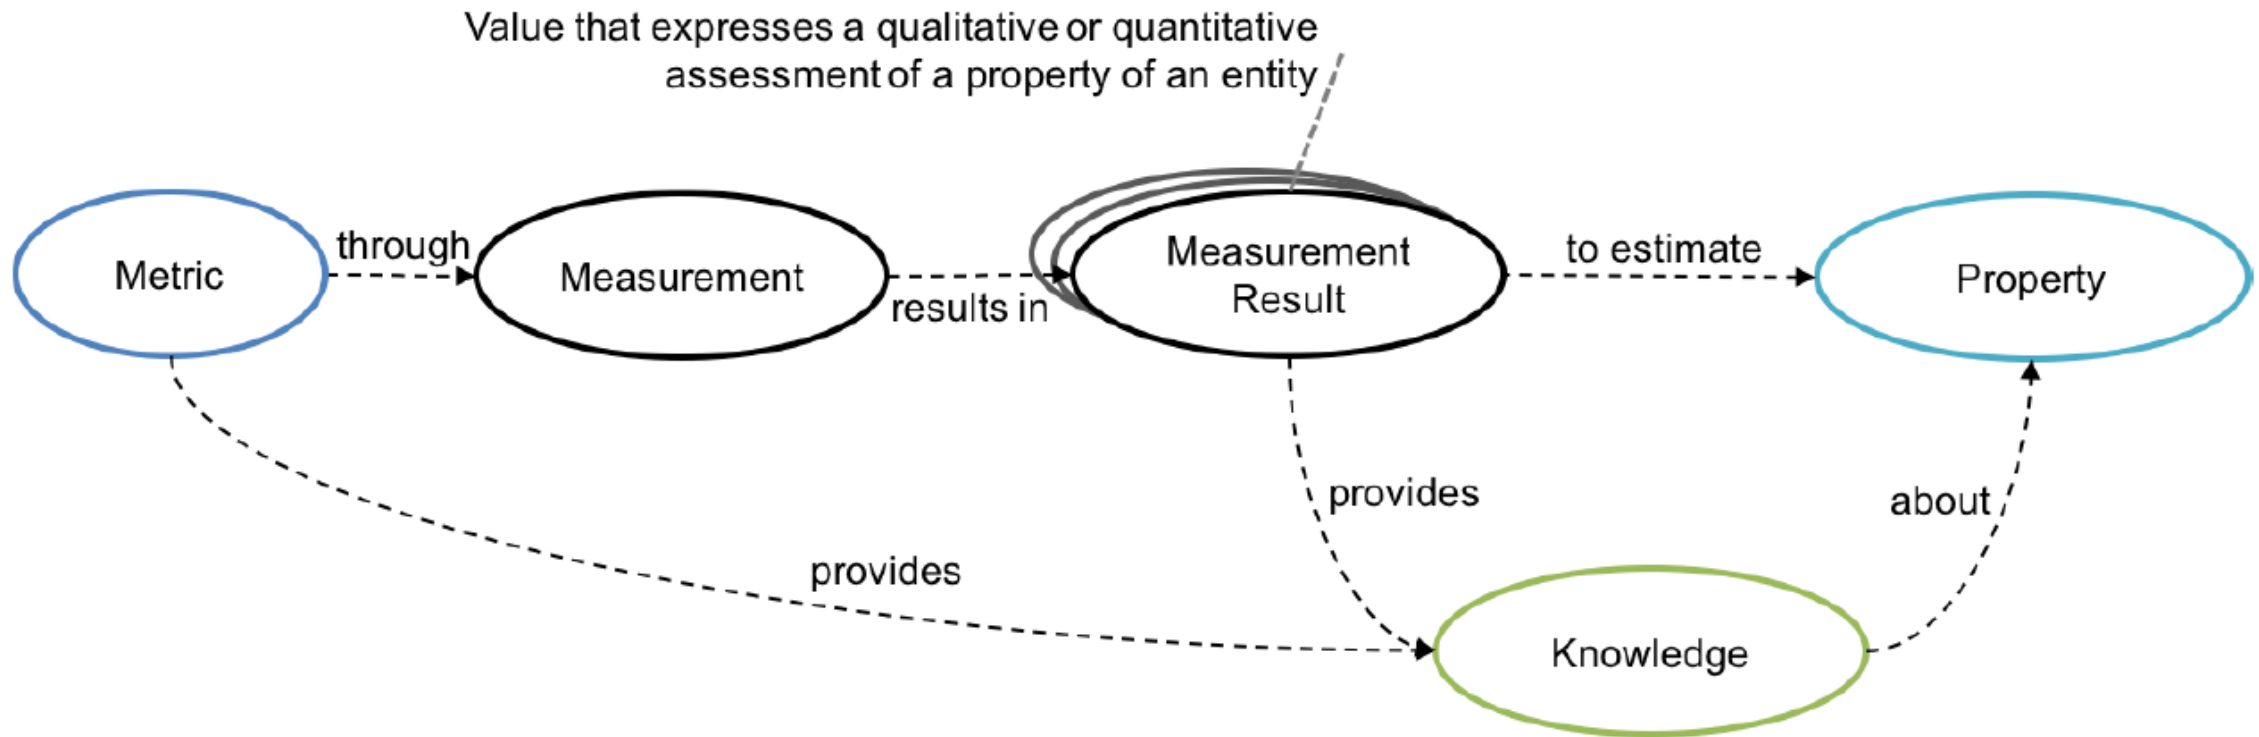 Value that expresses a qualitative or quantitative
assessment of a property of an entity
Metric
through
Measurement
results in
Measurement
Result
to estimate
Property
provides
about
provides
Knowledge